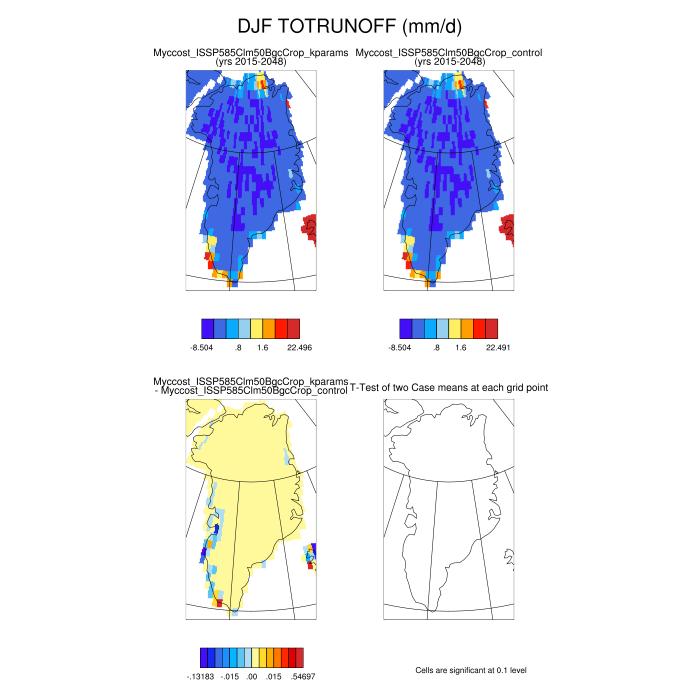 DJF TOTRUNOFF (mm/d)
Myccost_ISSP585Clm50BgcCrop_kparams
(yrs 2015-2048)
Myccost_ISSP585Clm50BgcCrop_control
(yrs 2015-2048)
-8.504 .8 1.6 22.496
-8.504 .8 1.6 22.491
Myccost_ISSP585Clm50BgcCrop_kparams
- Myccost_ISSP585Clm50BgcCrop_control
T-Test of two Case means at each grid point
-.13183 -.015 .00 .015 .54697
Cells are significant at 0.1 level